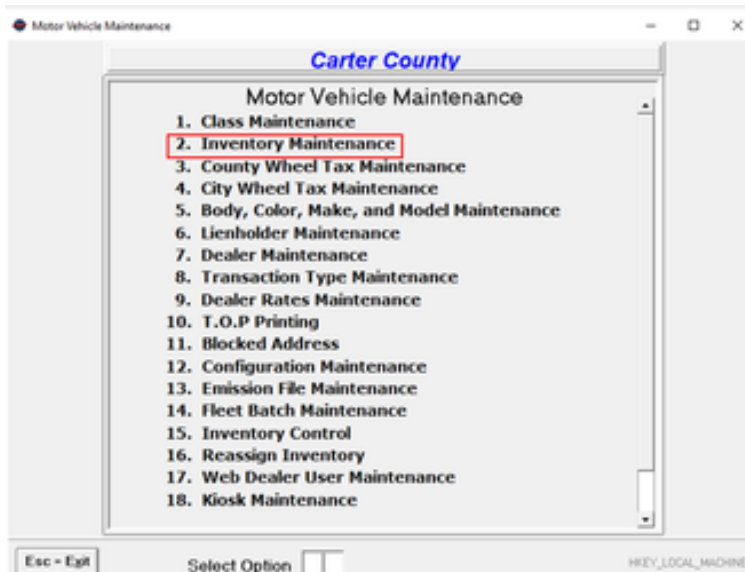 Motor Vehicle Maintenance
Carter County
Motor Vehicle Maintenance
1. Class Maintenance
2. Inventory Maintenance
3. County Wheel Tax Maintenance
4. City Wheel Tax Maintenance
5. Body, Color, Make, and Model Maintenance
6. Lienholder Maintenance
7. Dealer Maintenance
8. Transaction Type Maintenance
9. Dealer Rates Maintenance
10. T.O.P Printing
11. Blocked Address
12. Configuration Maintenance
13. Emission File Maintenance
14. Fleet Batch Maintenance
15. Inventory Control
16. Reassign Inventory
17. Web Dealer User Maintenance
18. Kiosk Maintenance
Esc = Exit
Select Option
HKEY_LOCAL_MACHINE